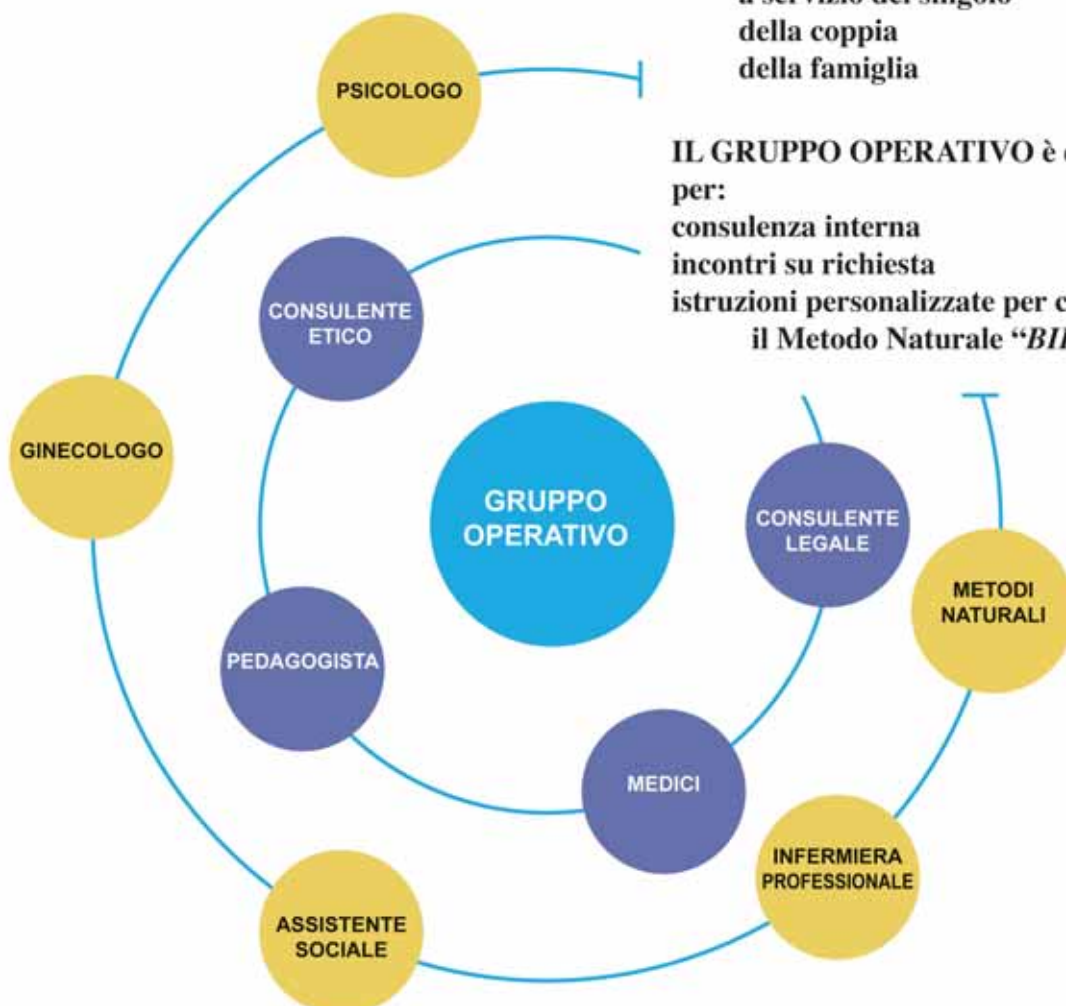 della coppia
della famiglia
IL GRUPPO OPERATIVO è
per:
consulenza interna
incontri su richiesta
istruzioni personalizzate per
il Metodo Naturale
PSICOLOGO
CONSULENTE
ETICO
GINECOLOGO
GRUPPO
OPERATIVO
CONSULENTE
LEGALE
METODI
NATURALI
PEDAGOGISTA
MEDICI
INFERMIERA
PROFESSIONALE
ASSISTENTE
SOCIALE